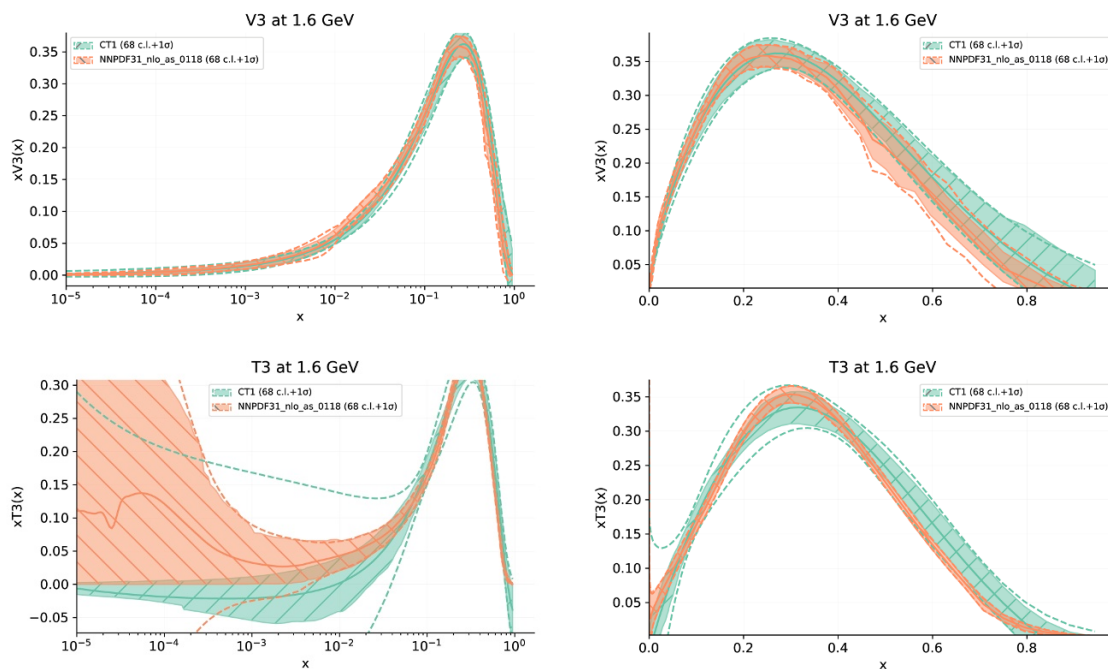 V3 at 1.6 GeV
CT1 (68 c.l.+1σ)
NNPDF31_nlo_as_0118 (68 c.l.+1σ)
xV3(x)
0.35
0.30
0.25
0.20
0.15
0.10
0.05
0.00
10⁻⁵
10⁻⁴
10⁻³
10⁻²
10⁻¹
10⁰
x
V3 at 1.6 GeV
CT1 (68 c.l.+1σ)
NNPDF31_nlo_as_0118 (68 c.l.+1σ)
xV3(x)
0.35
0.30
0.25
0.20
0.15
0.10
0.05
0.0
0.2
0.4
0.6
0.8
x
T3 at 1.6 GeV
CT1 (68 c.l.+1σ)
NNPDF31_nlo_as_0118 (68 c.l.+1σ)
xT3(x)
0.30
0.25
0.20
0.15
0.10
0.05
0.00
−0.05
10⁻⁵
10⁻⁴
10⁻³
10⁻²
10⁻¹
10⁰
x
T3 at 1.6 GeV
CT1 (68 c.l.+1σ)
NNPDF31_nlo_as_0118 (68 c.l.+1σ)
xT3(x)
0.35
0.30
0.25
0.20
0.15
0.10
0.05
0.0
0.2
0.4
0.6
0.8
x